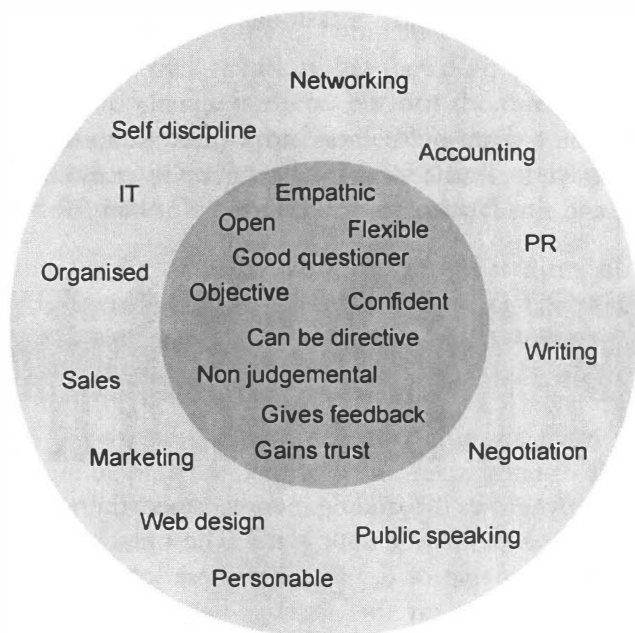 Networking
Self discipline
Accounting
IT
Empathic
Open
Flexible
PR
Good questioner
Organised
Objective
Confident
Can be directive
Writing
Sales
Non judgemental
Gives feedback
Marketing
Gains trust
Negotiation
Web design
Public speaking
Personable